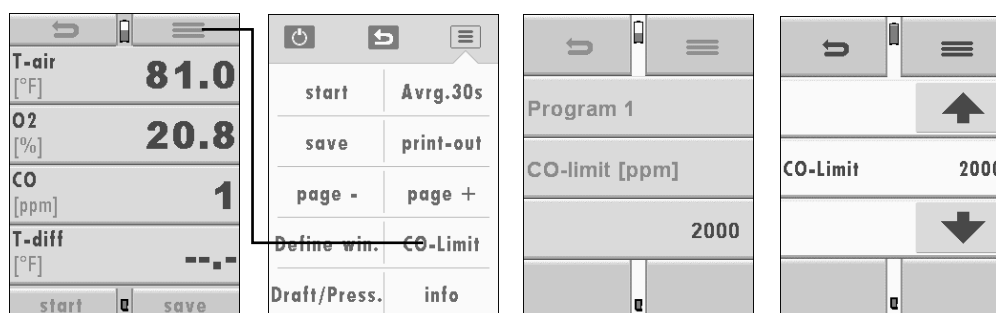 T-air
[°F]
81.0
O2
[%]
20.8
CO
[ppm]
1
T-diff
[°F]
--.-
start save
start Avrg.30s
save print-out
page - page +
Define win. CO-Limit
Draft/Press. info
Program 1
CO-limit [ppm]
2000
CO-Limit 2000